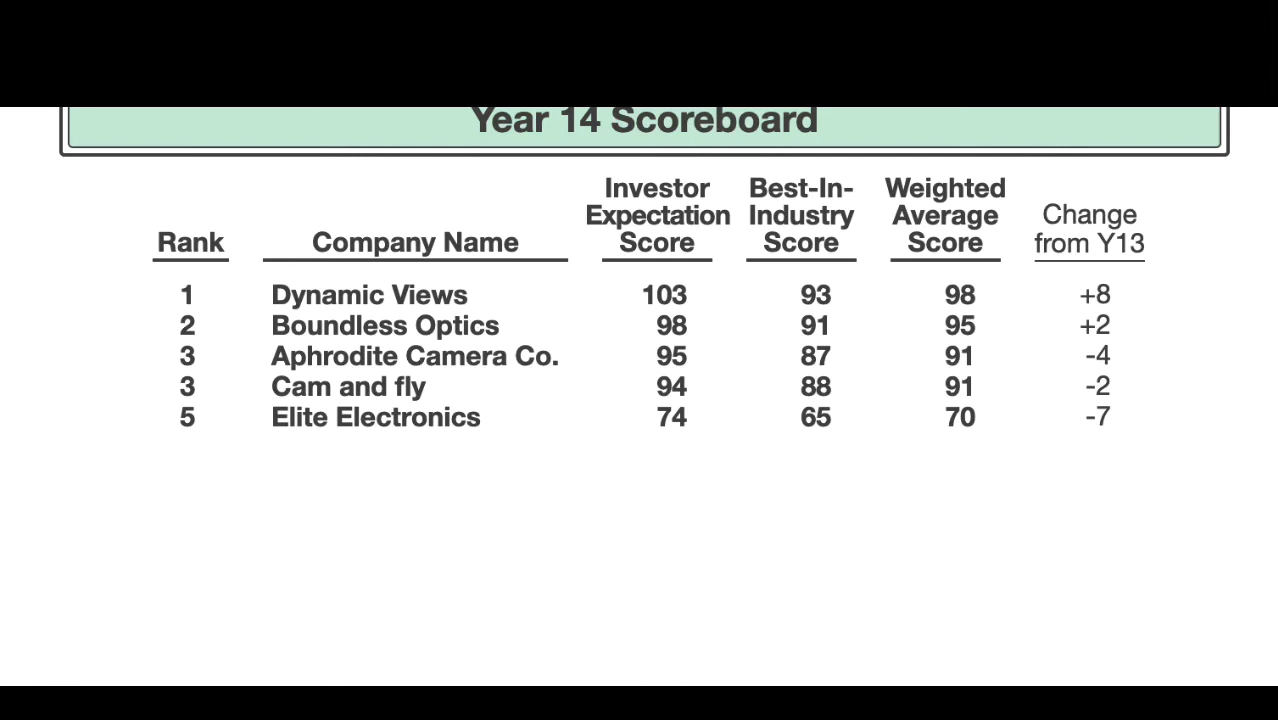 Year 14 Scoreboard
Rank Company Name Investor Expectation Score Best-In-Industry Score Weighted Average Score Change from Y13
1 Dynamic Views 103 93 98 +8
2 Boundless Optics 98 91 95 +2
3 Aphrodite Camera Co. 95 87 91 -4
3 Cam and fly 94 88 91 -2
5 Elite Electronics 74 65 70 -7